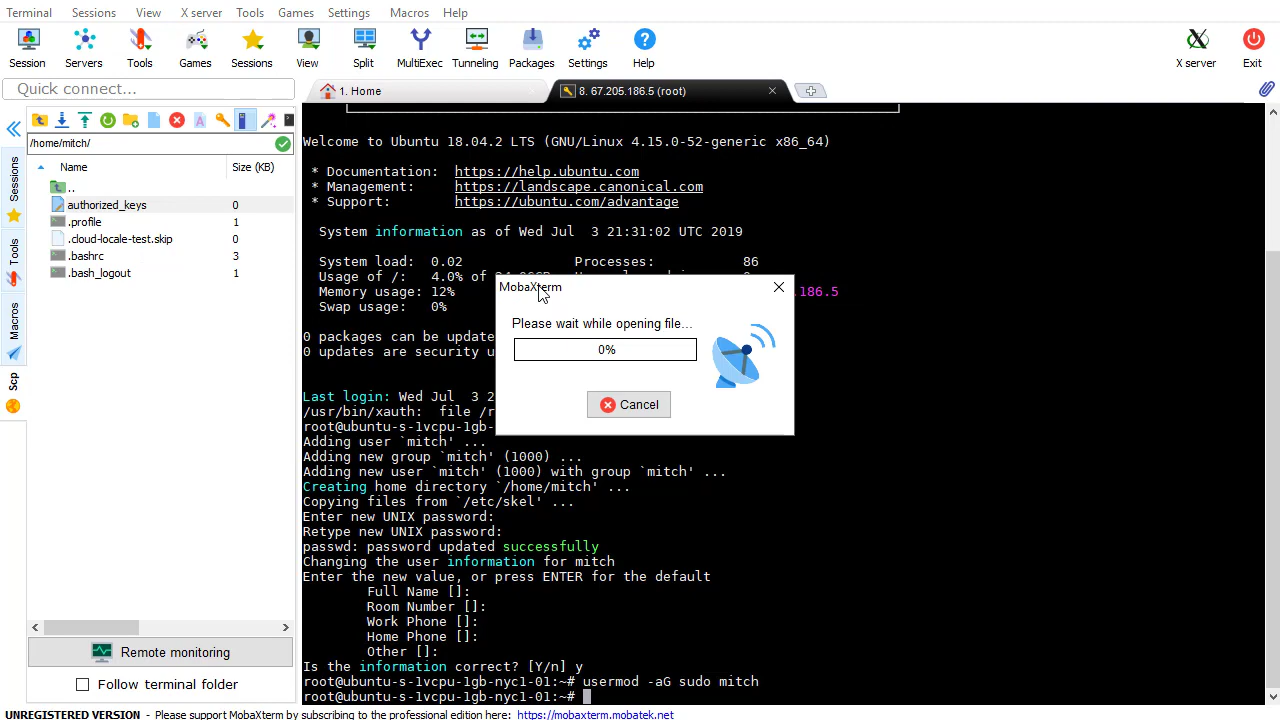 Terminal Sessions View X server Tools Games Settings Macros Help
Session Servers Tools Games Sessions View Split MultiExec Tunneling Packages Settings Help X server Exit
Quick connect...
1. Home
8. 67.205.186.5 (root)
/home/mitch/
Name Size (KB)
..
authorized_keys 0
.profile 1
.cloud-locale-test.skip 0
.bashrc 3
.bash_logout 1
Sessions
Tools
Macros
Scp
Remote monitoring
Follow terminal folder
Welcome to Ubuntu 18.04.2 LTS (GNU/Linux 4.15.0-52-generic x86_64)
* Documentation: https://help.ubuntu.com
* Management: https://landscape.canonical.com
* Support: https://ubuntu.com/advantage
System information as of Wed Jul 3 21:31:02 UTC 2019
System load: 0.02 Processes: 86
Usage of /: 4.0% of
Memory usage: 12% .186.5
Swap usage: 0%
0 packages can be update
0 updates are security u
Last login: Wed Jul 3 2
/usr/bin/xauth: file /r
root@ubuntu-s-1vcpu-1gb-
Adding user `mitch' ...
Adding new group `mitch' (1000) ...
Adding new user `mitch' (1000) with group `mitch' ...
Creating home directory `/home/mitch' ...
Copying files from `/etc/skel' ...
Enter new UNIX password:
Retype new UNIX password:
passwd: password updated successfully
Changing the user information for mitch
Enter the new value, or press ENTER for the default
Full Name []:
Room Number []:
Work Phone []:
Home Phone []:
Other []:
Is the information correct? [Y/n] y
root@ubuntu-s-1vcpu-1gb-nyc1-01:~# usermod -aG sudo mitch
root@ubuntu-s-1vcpu-1gb-nyc1-01:~#
MobaXterm
Please wait while opening file...
0%
Cancel
UNREGISTERED VERSION - Please support MobaXterm by subscribing to the professional edition here: https://mobaxterm.mobatek.net